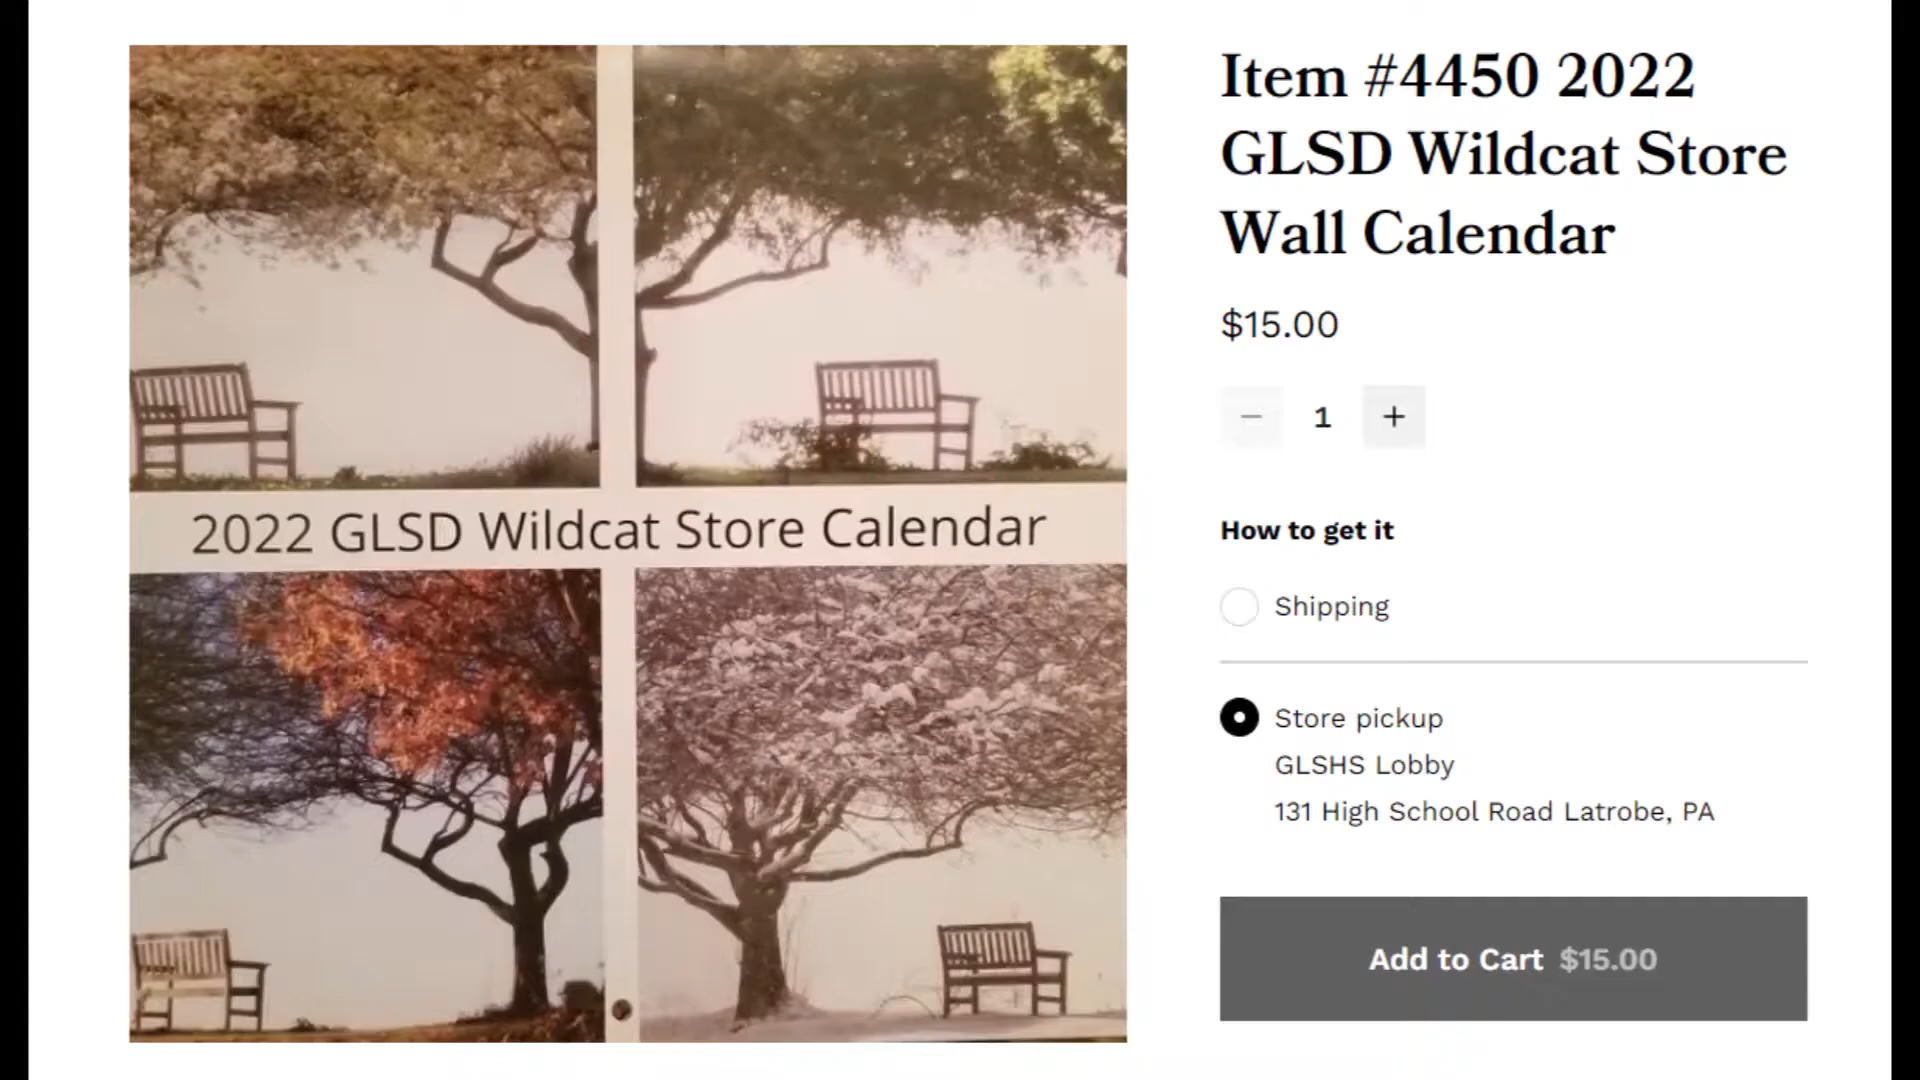 Item #4450 2022
GLSD Wildcat Store
Wall Calendar
$15.00
− 1 +
How to get it
Shipping
Store pickup
GLSHS Lobby
131 High School Road Latrobe, PA
Add to Cart $15.00
2022 GLSD Wildcat Store Calendar